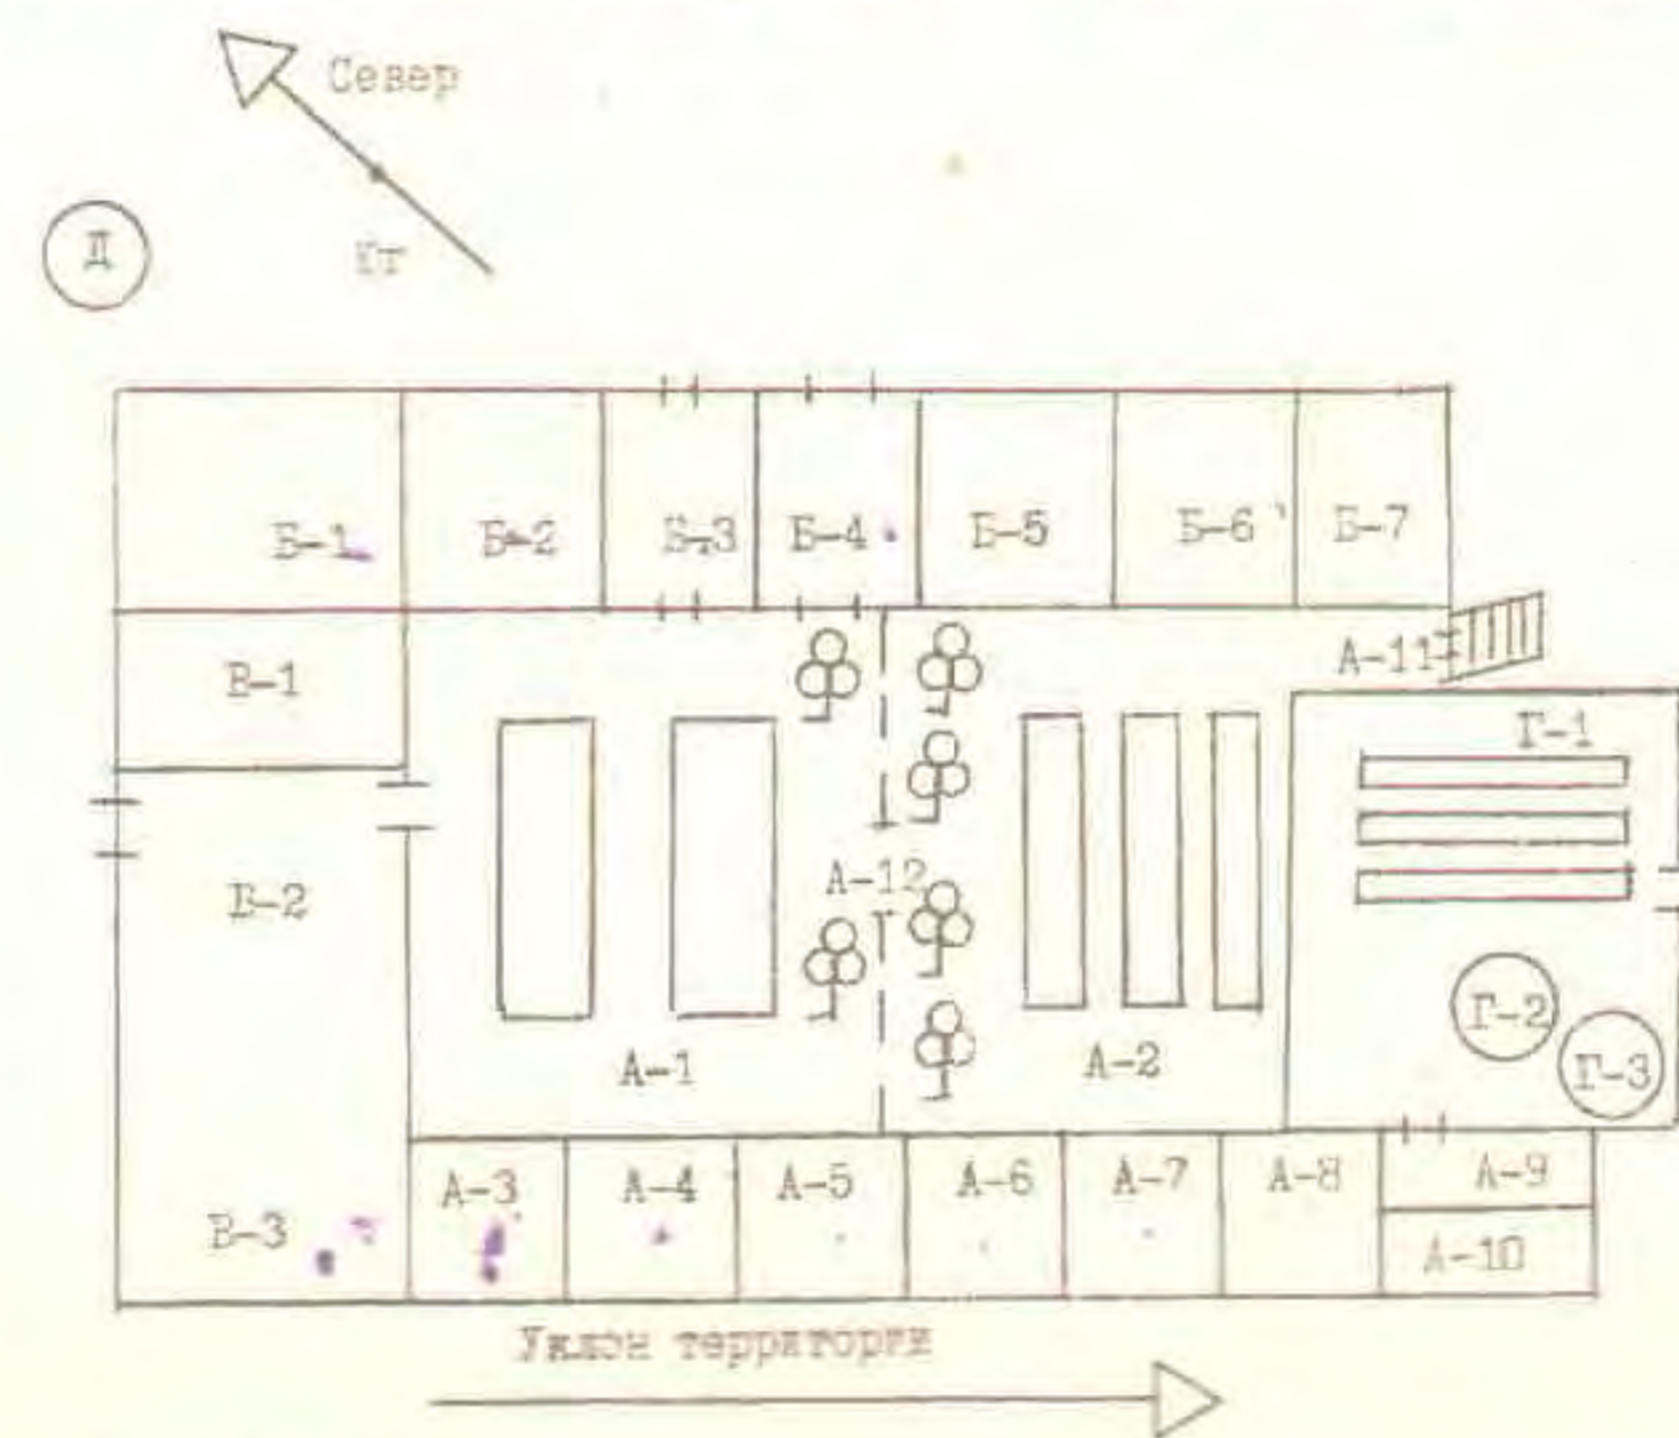 Север
Д
Юг
Б-1 Б-2 Б-3 Б-4 Б-5 Б-6 Б-7
А-11
В-1
Г-1
А-12
В-2
Г-2
А-1 А-2
Г-3
А-3 А-4 А-5 А-6 А-7 А-8 А-9
В-3
А-10
Уклон территории